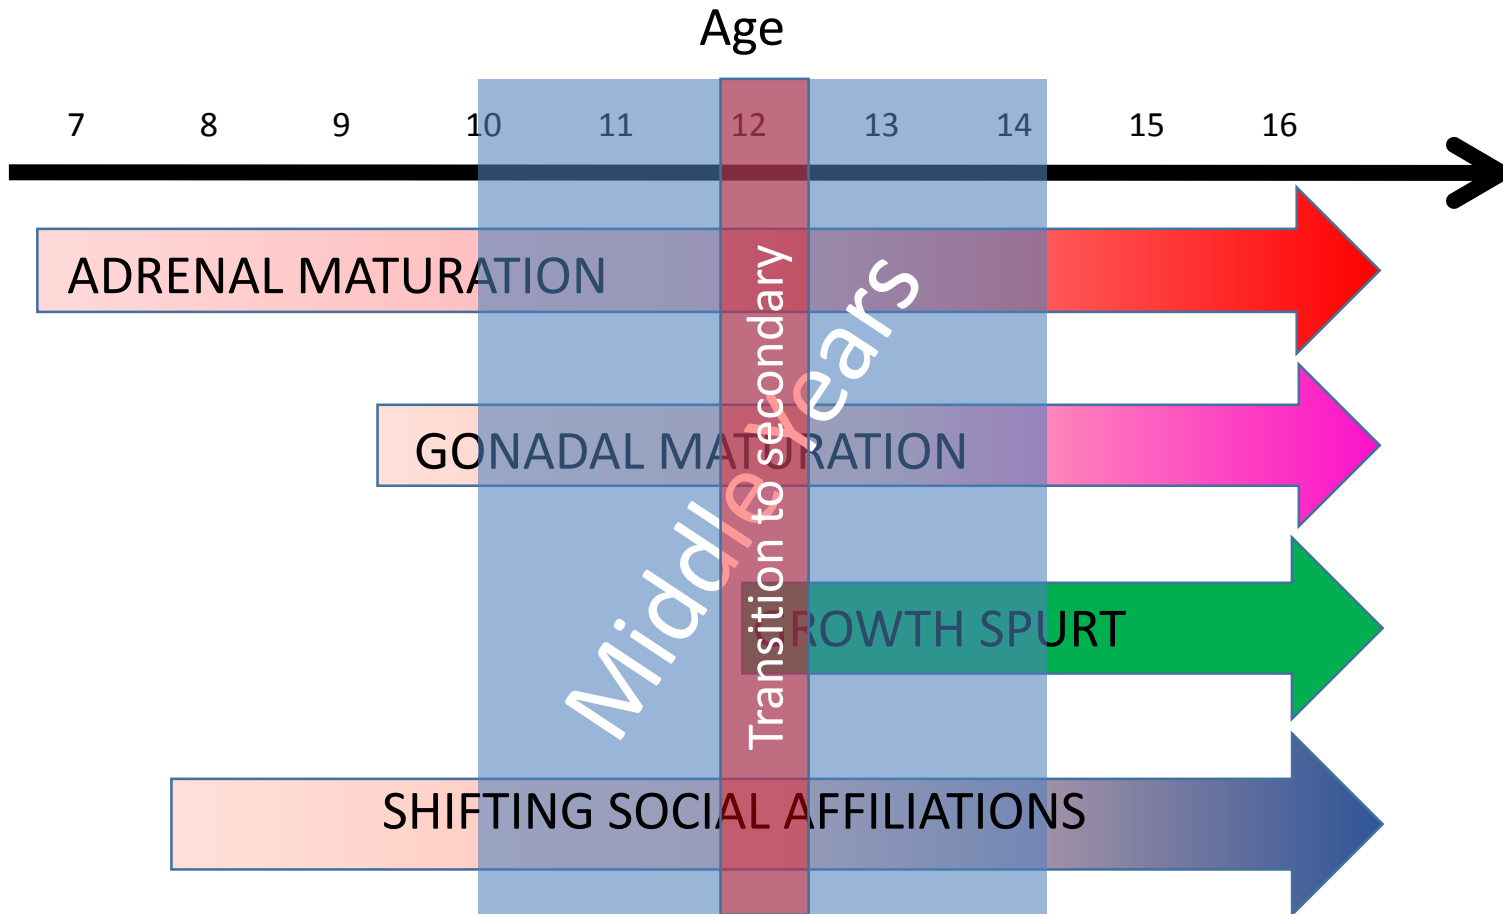 Age
7 8 9 10 11 12 13 14 15 16
ADRENAL MATURATION
GONADAL MATURATION
GROWTH SPURT
SHIFTING SOCIAL AFFILIATIONS
Middle Years
Transition to secondary